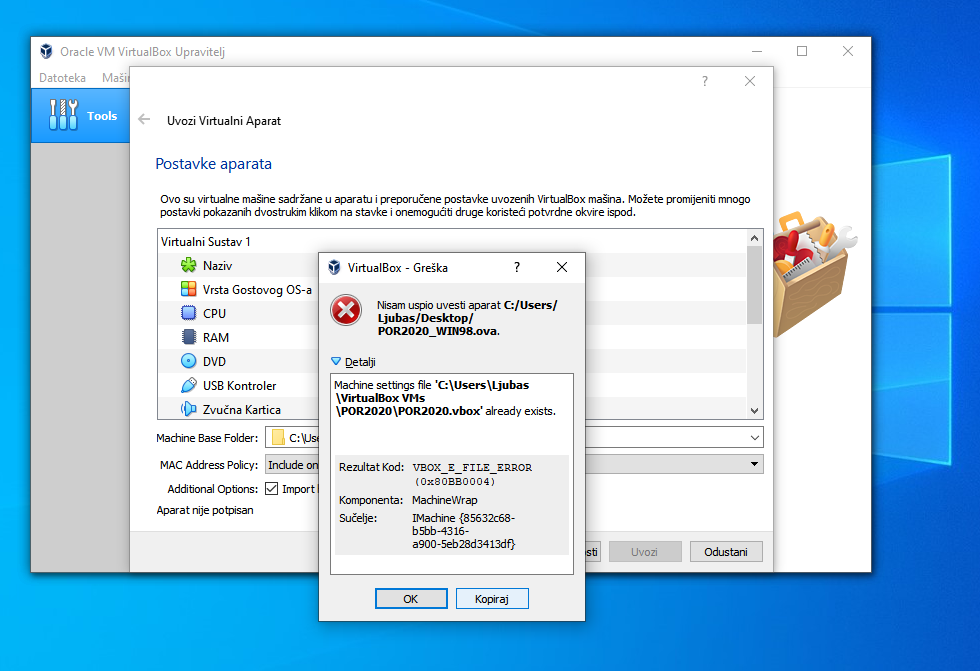 Oracle VM VirtualBox Upravitelj
Datoteka
Tools
?
Uvozi Virtualni Aparat
Postavke aparata
Ovo su virtualne mašine sadržane u aparatu i preporučene postavke uvozenih VirtualBox mašina. Možete promijeniti mnogo
postavki pokazanih dvostrukim klikom na stavke i onemogućiti druge koristeći potvrdne okvire ispod.
Virtualni Sustav 1
Naziv
Vrsta Gostovog OS-a
CPU
RAM
DVD
USB Kontroler
Zvučna Kartica
Machine Base Folder:
MAC Address Policy: Include
Additional Options: Import
Aparat nije potpisan
Uvozi
Odustani
VirtualBox - Greška
?
Nisam uspio uvesti aparat C:/Users/
Ljubas/Desktop/
POR2020_WIN98.ova.
Detalji
Machine settings file 'C:\Users\Ljubas
\VirtualBox VMs
\POR2020\POR2020.vbox' already exists.
Rezultat Kod: VBOX_E_FILE_ERROR
(0x80BB0004)
Komponenta: MachineWrap
Sučelje: IMachine {85632c68-
b5bb-4316-
a900-5eb28d3413df}
OK
Kopiraj